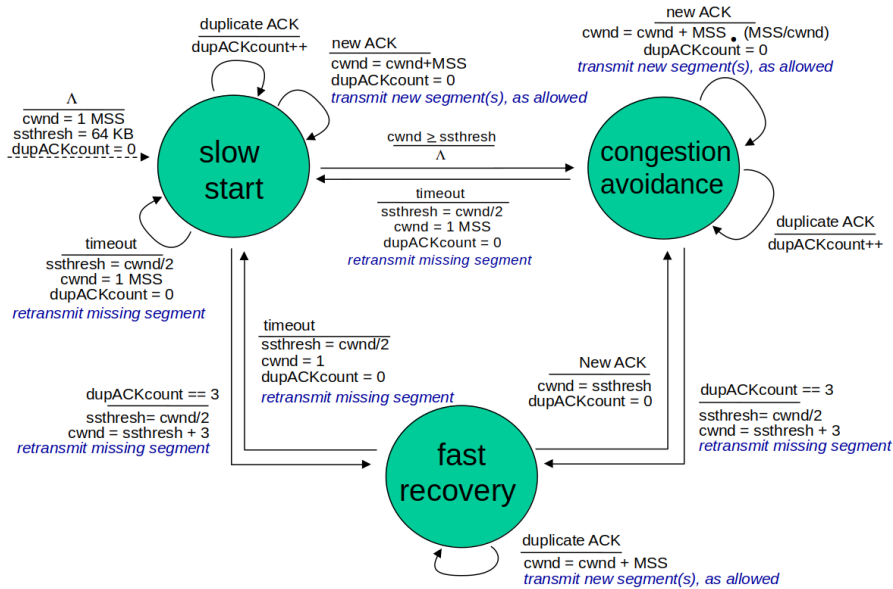 duplicate ACK
dupACKcount++
new ACK
cwnd = cwnd+MSS
dupACKcount = 0
transmit new segment(s), as allowed
new ACK
cwnd = cwnd + MSS • (MSS/cwnd)
dupACKcount = 0
transmit new segment(s), as allowed
Λ
cwnd = 1 MSS
ssthresh = 64 KB
dupACKcount = 0
slow
start
cwnd ≥ ssthresh
Λ
congestion
avoidance
timeout
ssthresh = cwnd/2
cwnd = 1 MSS
dupACKcount = 0
retransmit missing segment
duplicate ACK
dupACKcount++
timeout
ssthresh = cwnd/2
cwnd = 1 MSS
dupACKcount = 0
retransmit missing segment
timeout
ssthresh = cwnd/2
cwnd = 1
dupACKcount = 0
retransmit missing segment
New ACK
cwnd = ssthresh
dupACKcount = 0
dupACKcount == 3
ssthresh= cwnd/2
cwnd = ssthresh + 3
retransmit missing segment
dupACKcount == 3
ssthresh= cwnd/2
cwnd = ssthresh + 3
retransmit missing segment
fast
recovery
duplicate ACK
cwnd = cwnd + MSS
transmit new segment(s), as allowed